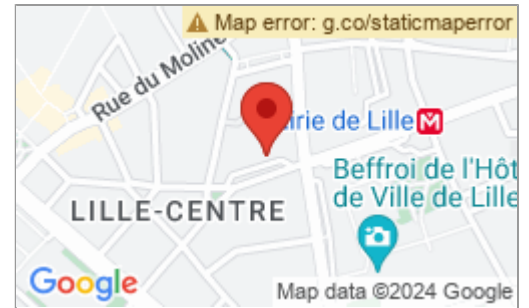 Map error: g.co/staticmaperror
Rue du Moline
irie de Lille M
Beffroi de l'Hôt
de Ville de Lille
LILLE-CENTRE
Google
Map data ©2024 Google